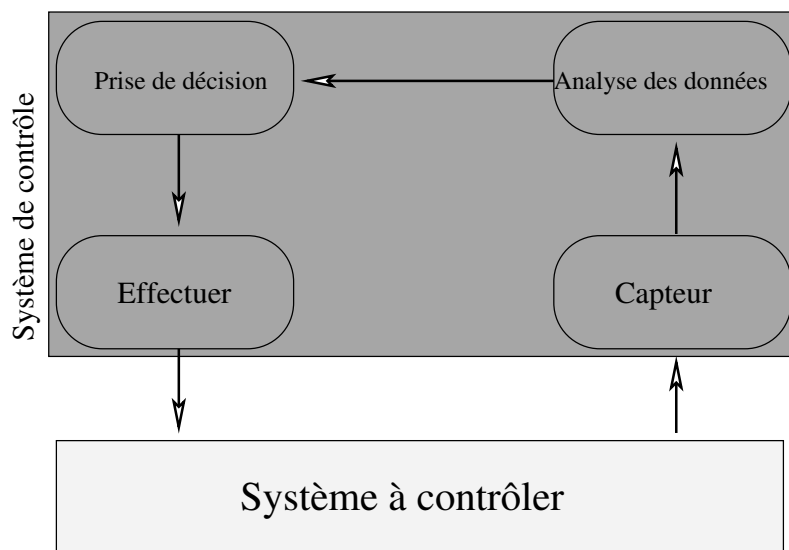 Prise de décision
Analyse des données
Système de contrôle
Effectuer
Capteur
Système à contrôler